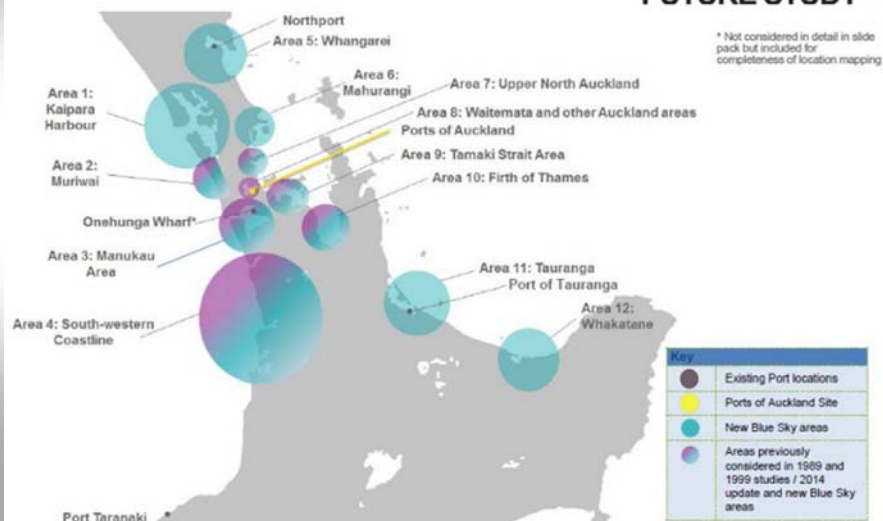 FUTURE STUDY
* Not considered in detail in slide
pack but included for
completeness of location mapping
Northport
Area 5: Whangarei
Area 6:
Mahurangi
Area 7: Upper North Auckland
Area 8: Waitemata and other Auckland areas
Ports of Auckland
Area 9: Tamaki Strait Area
Area 10: Firth of Thames
Area 1:
Kaipara
Harbour
Area 2:
Muriwai
Onehunga Wharf*
Area 3: Manukau
Area
Area 4: South-western
Coastline
Area 11: Tauranga
Port of Tauranga
Area 12:
Whakatane
Port Taranaki
Key
Existing Port locations
Ports of Auckland Site
New Blue Sky areas
Areas previously
considered in 1989 and
1999 studies / 2014
update and new Blue Sky
areas